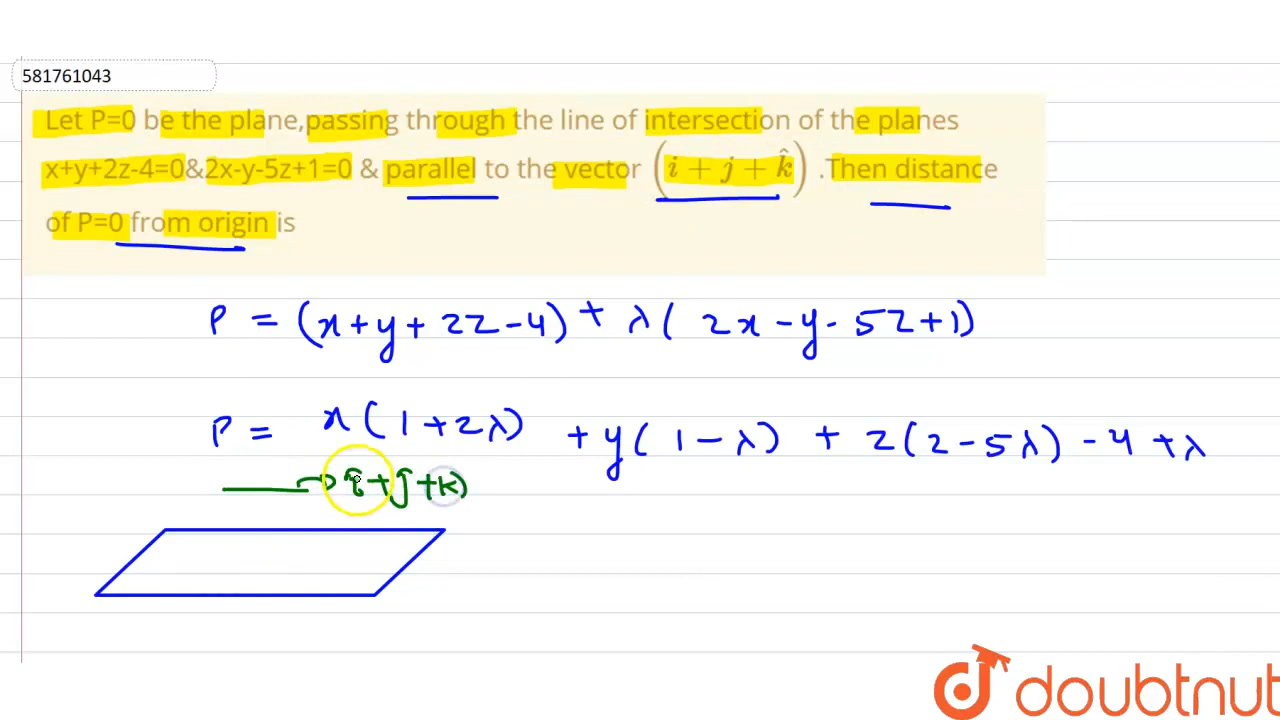 581761043
Let P=0 be the plane,passing through the line of intersection of the planes
x+y+2z-4=0&2x-y-5z+1=0 & parallel to the vector (i + j + k̂) .Then distance
of P=0 from origin is
P = (x+y+2z-4)+ λ( 2x-y-5z+1)
P = x(1+2λ) +y(1-λ) + z(2-5λ) -4 +λ
→ î+j+k)
doubtnut